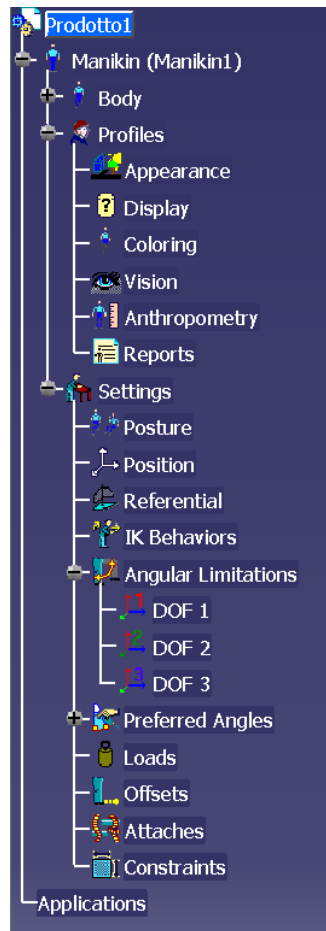 Prodotto1
Manikin (Manikin1)
Body
Profiles
Appearance
Display
Coloring
Vision
Anthropometry
Reports
Settings
Posture
Position
Referential
IK Behaviors
Angular Limitations
DOF 1
DOF 2
DOF 3
Preferred Angles
Loads
Offsets
Attaches
Constraints
Applications